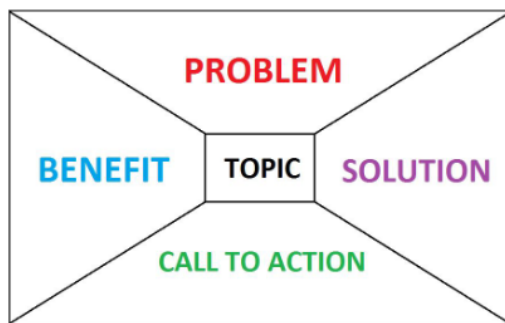 PROBLEM
BENEFIT
TOPIC
SOLUTION
CALL TO ACTION